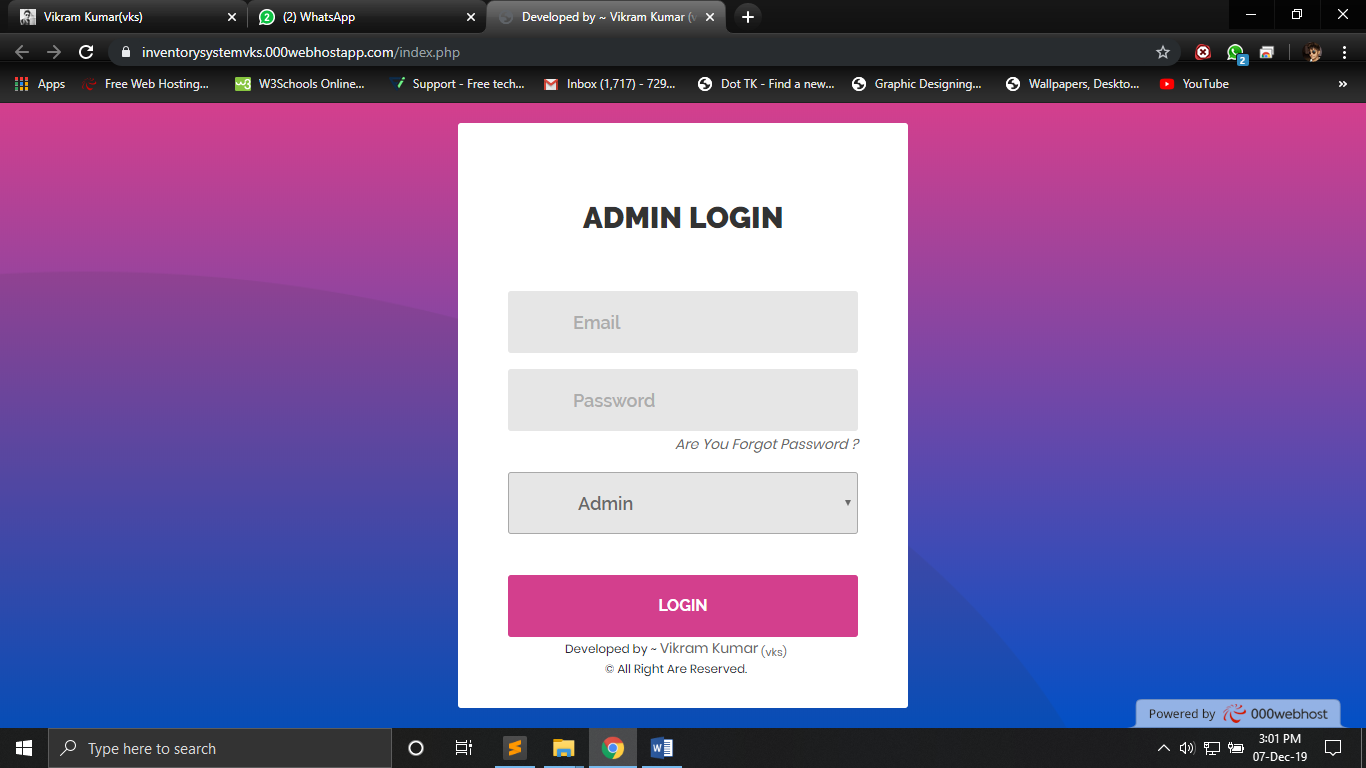 Vikram Kumar(vks)
2 (2) WhatsApp
Developed by ~ Vikram Kumar (v
inventorysystemvks.000webhostapp.com/index.php
2
Apps
Free Web Hosting...
W3Schools Online...
Support - Free tech...
Inbox (1,717) - 729...
Dot TK - Find a new...
Graphic Designing...
Wallpapers, Deskto...
YouTube
»
ADMIN LOGIN
Email
Password
Are You Forgot Password ?
Admin
LOGIN
Developed by ~ Vikram Kumar (vks)
© All Right Are Reserved.
Powered by 000webhost
Type here to search
3:01 PM
07-Dec-19